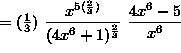 = (1/3) x^{5(2/3)} / (4x^6 + 1)^{2/3} (4x^6 − 5) / x^6